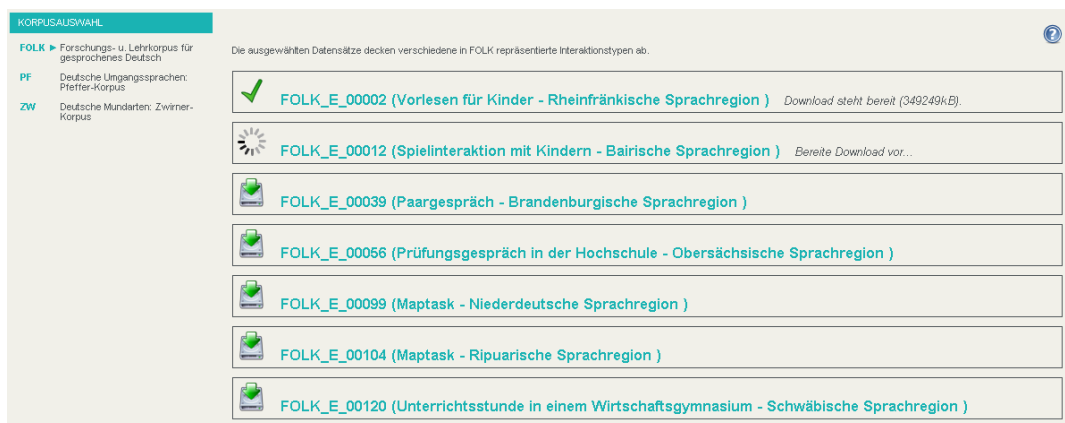 KORPUSAUSWAHL
FOLK ▶ Forschungs- u. Lehrkorpus für
gesprochenes Deutsch
PF Deutsche Umgangssprachen:
Pfeffer-Korpus
ZW Deutsche Mundarten: Zwirner-
Korpus
?
Die ausgewählten Datensätze decken verschiedene in FOLK repräsentierte Interaktionstypen ab.
FOLK_E_00002 (Vorlesen für Kinder - Rheinfränkische Sprachregion ) Download steht bereit (349249kB).
FOLK_E_00012 (Spielinteraktion mit Kindern - Bairische Sprachregion ) Bereite Download vor...
FOLK_E_00039 (Paargespräch - Brandenburgische Sprachregion )
FOLK_E_00056 (Prüfungsgespräch in der Hochschule - Obersächsische Sprachregion )
FOLK_E_00099 (Maptask - Niederdeutsche Sprachregion )
FOLK_E_00104 (Maptask - Ripuarische Sprachregion )
FOLK_E_00120 (Unterrichtsstunde in einem Wirtschaftsgymnasium - Schwäbische Sprachregion )